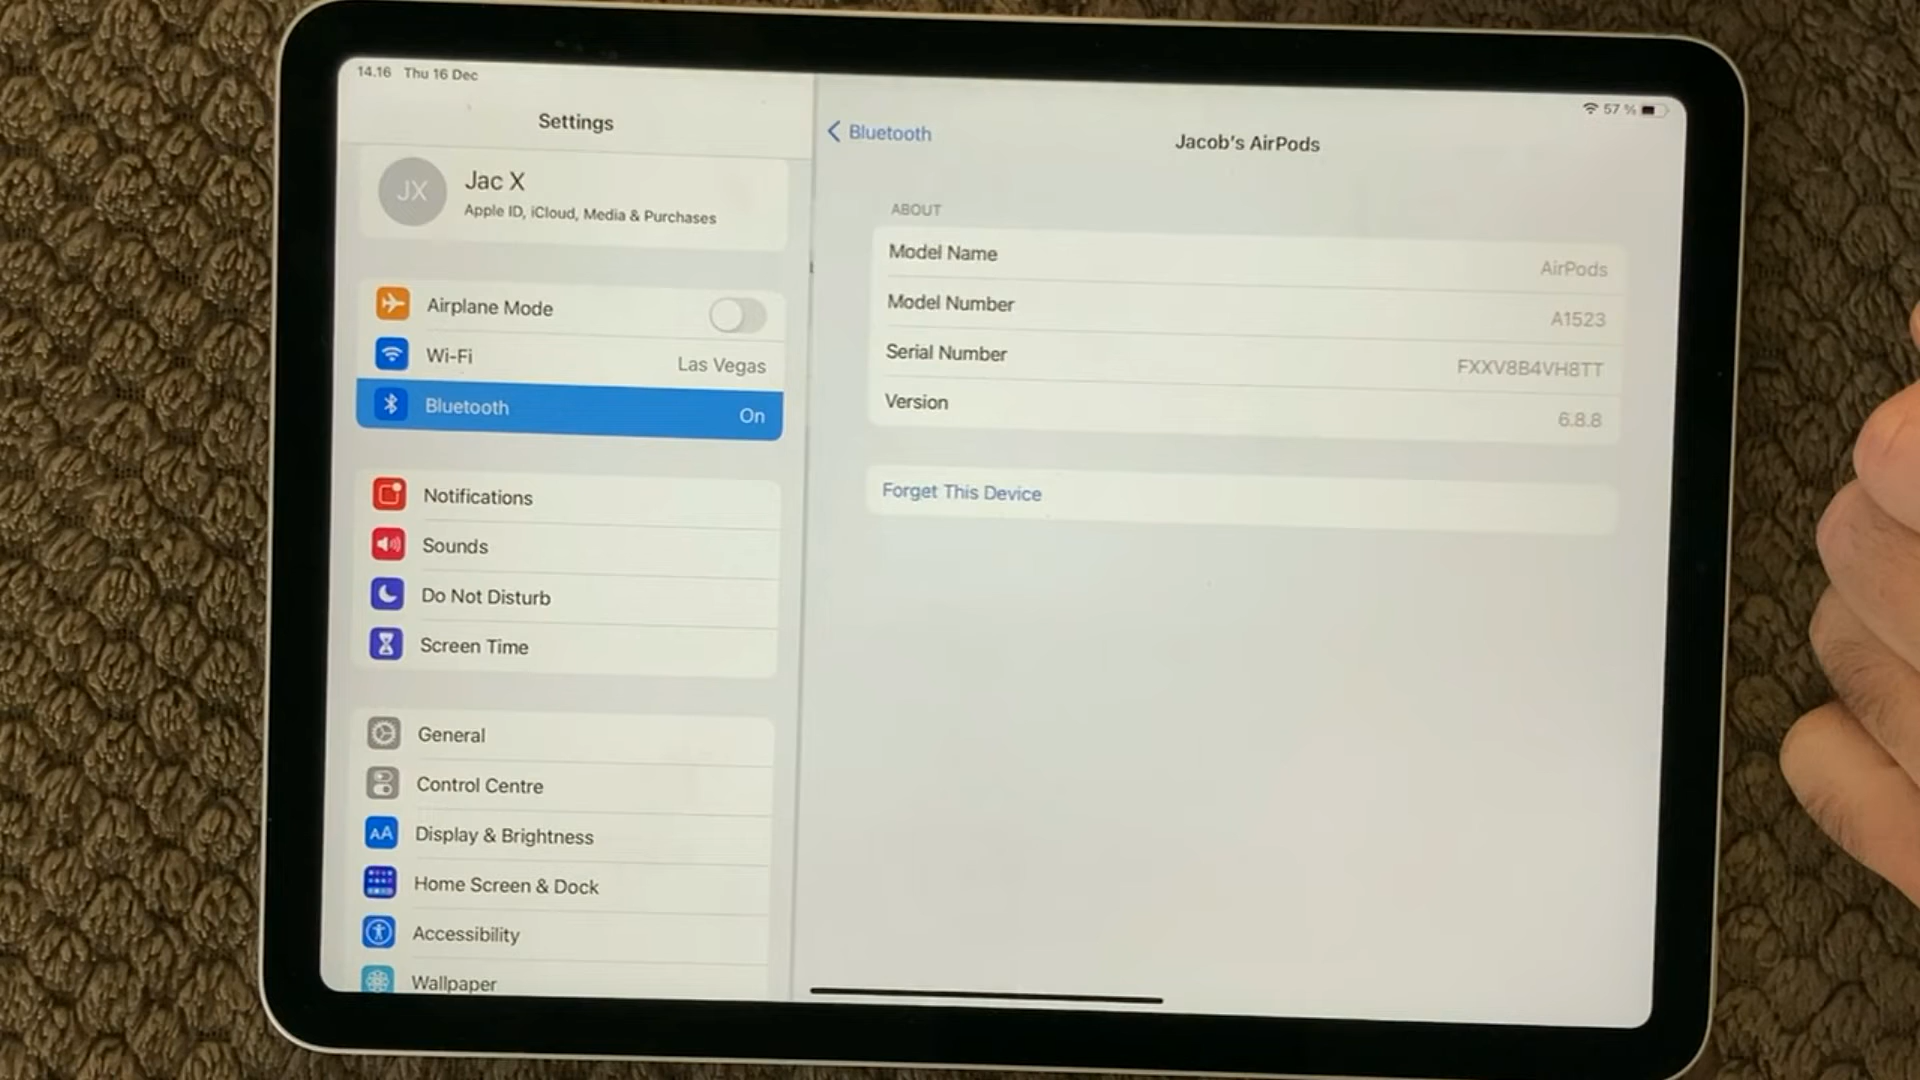 14.16 Thu 16 Dec
57 %
Settings
JX
Jac X
Apple ID, iCloud, Media & Purchases
Airplane Mode
Wi-Fi
Las Vegas
Bluetooth
On
Notifications
Sounds
Do Not Disturb
Screen Time
General
Control Centre
AA
Display & Brightness
Home Screen & Dock
Accessibility
Wallpaper
Bluetooth
Jacob's AirPods
ABOUT
Model Name
AirPods
Model Number
A1523
Serial Number
FXXV8B4VH8TT
Version
6.8.8
Forget This Device